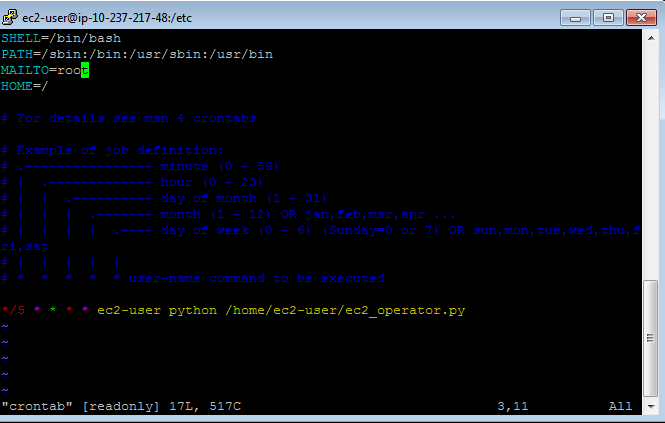 ec2-user@ip-10-237-217-48:/etc
SHELL=/bin/bash
PATH=/sbin:/bin:/usr/sbin:/usr/bin
MAILTO=root
HOME=/
# For details see man 4 crontabs
# Example of job definition:
# .---------------- minute (0 - 59)
# |  .------------- hour (0 - 23)
# |  |  .---------- day of month (1 - 31)
# |  |  |  .------- month (1 - 12) OR jan,feb,mar,apr ...
# |  |  |  |  .---- day of week (0 - 6) (Sunday=0 or 7) OR sun,mon,tue,wed,thu,f
ri,sat
# |  |  |  |  |
# *  *  *  *  * user-name command to be executed
*/5 * * * * ec2-user python /home/ec2-user/ec2_operator.py
~
~
~
~
~
"crontab" [readonly] 17L, 517C 3,11 All